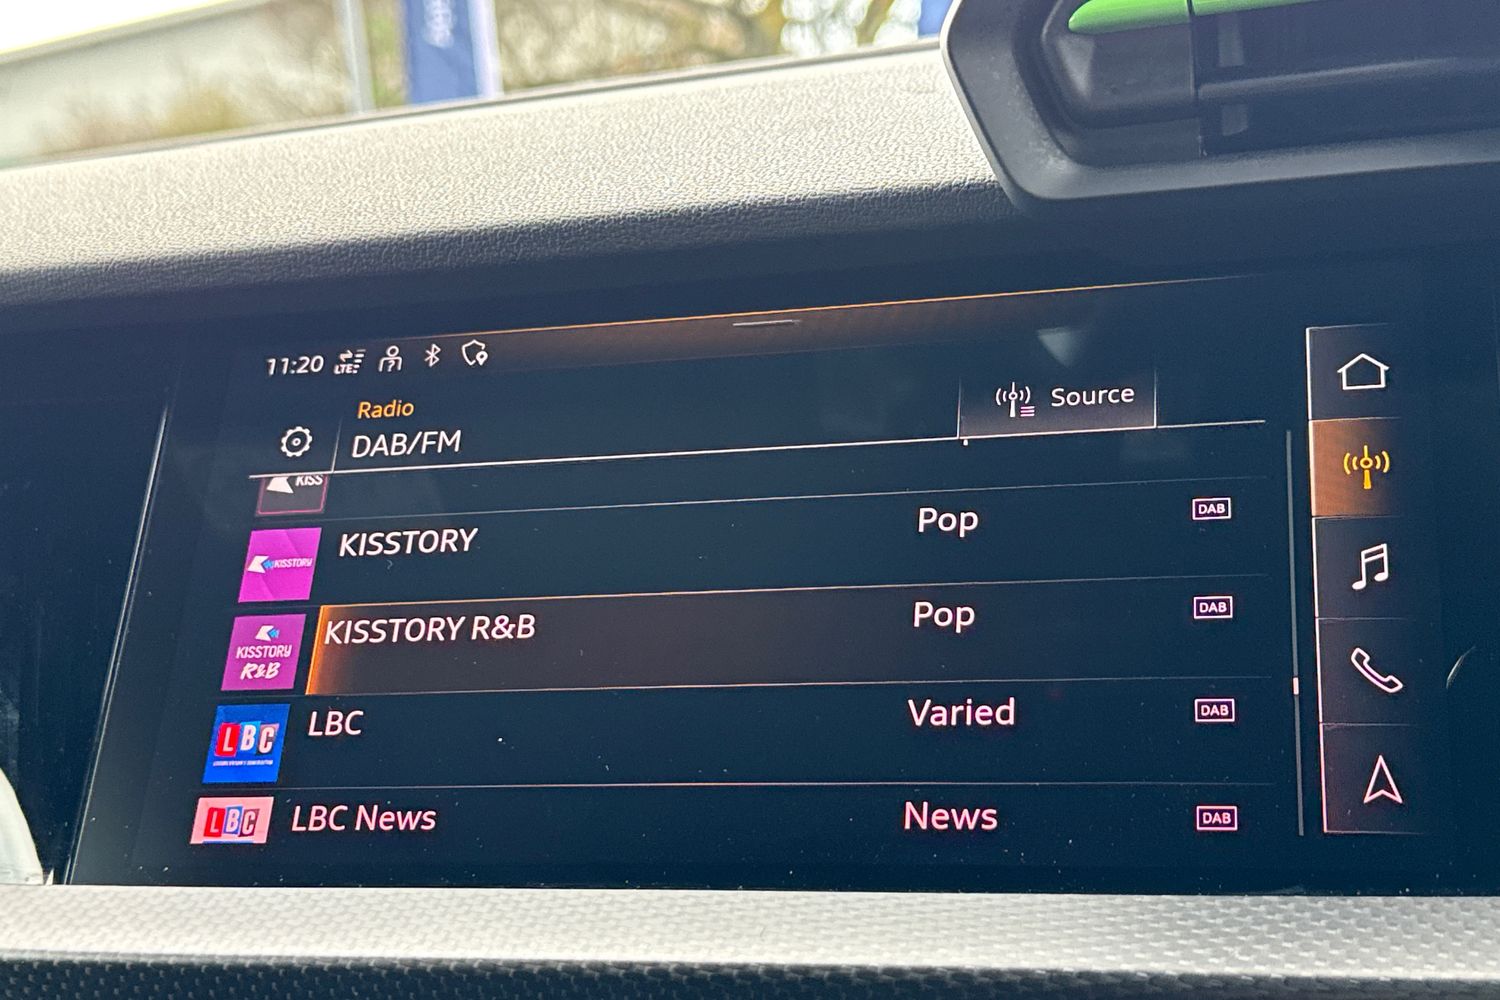 11:20 LTE
Radio
DAB/FM
Source
KISS
KISSTORY
KISSTORY
Pop
DAB
KISSTORY
R&B
KISSTORY R&B
Pop
DAB
LBC
LBC
Varied
DAB
LBC
LBC News
News
DAB